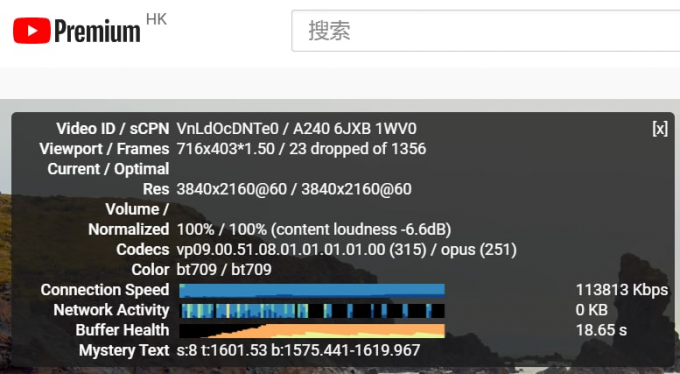 Premium HK
搜索
Video ID / sCPN VnLdOcDNTe0 / A240 6JXB 1WV0 [x]
Viewport / Frames 716x403*1.50 / 23 dropped of 1356
Current / Optimal
Res 3840x2160@60 / 3840x2160@60
Volume /
Normalized 100% / 100% (content loudness -6.6dB)
Codecs vp09.00.51.08.01.01.01.01.00 (315) / opus (251)
Color bt709 / bt709
Connection Speed 113813 Kbps
Network Activity 0 KB
Buffer Health 18.65 s
Mystery Text s:8 t:1601.53 b:1575.441-1619.967